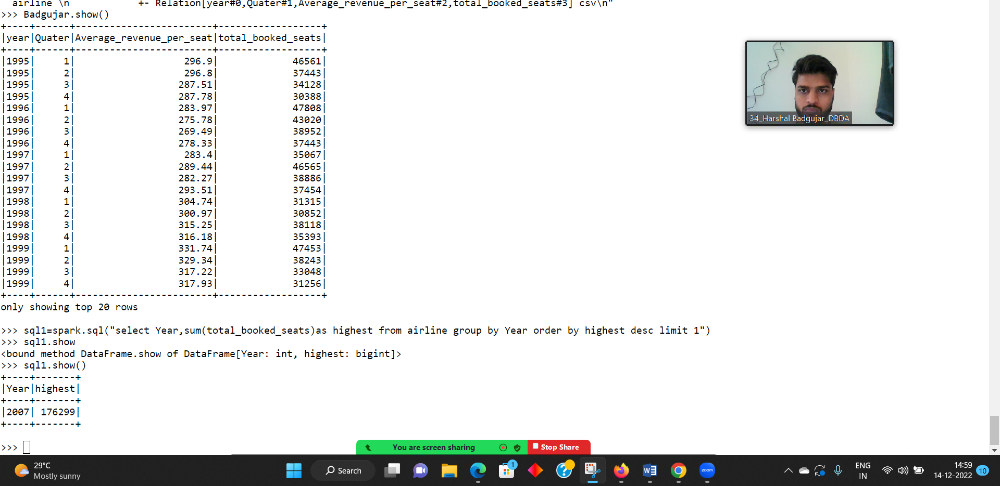 airline \n            +- Relation[year#0,Quater#1,Average_revenue_per_seat#2,total_booked_seats#3] csv\n"
>>> Badgujar.show()
+----+------+------------------------+------------------+
|year|Quater|Average_revenue_per_seat|total_booked_seats|
+----+------+------------------------+------------------+
|1995|     1|                   296.9|             46561|
|1995|     2|                   296.8|             37443|
|1995|     3|                  287.51|             34128|
|1995|     4|                  287.78|             30388|
|1996|     1|                  283.97|             47808|
|1996|     2|                  275.78|             43020|
|1996|     3|                  269.49|             38952|
|1996|     4|                  278.33|             37443|
|1997|     1|                   283.4|             35067|
|1997|     2|                  289.44|             46565|
|1997|     3|                  282.27|             38886|
|1997|     4|                  293.51|             37454|
|1998|     1|                  304.74|             31315|
|1998|     2|                  300.97|             30852|
|1998|     3|                  315.25|             38118|
|1998|     4|                  316.18|             35393|
|1999|     1|                  331.74|             47453|
|1999|     2|                  329.34|             38243|
|1999|     3|                  317.22|             33048|
|1999|     4|                  317.93|             31256|
+----+------+------------------------+------------------+
only showing top 20 rows
>>> sql1=spark.sql("select Year,sum(total_booked_seats)as highest from airline group by Year order by highest desc limit 1")
>>> sql1.show
<bound method DataFrame.show of DataFrame[Year: int, highest: bigint]>
>>> sql1.show()
+----+-------+
|Year|highest|
+----+-------+
|2007| 176299|
+----+-------+
>>>
34_Harshal Badgujar_DBDA
You are screen sharing
Stop Share
29°C
Mostly sunny
Search
1
zoom
ENG
IN
14:59
14-12-2022
10